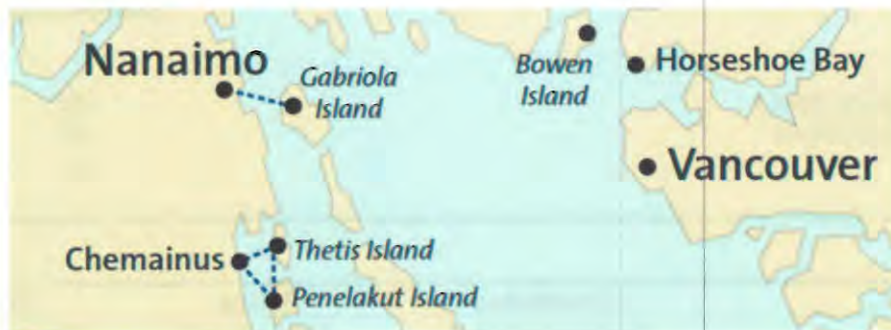 Nanaimo
Gabriola
Island
Bowen
Island
Horseshoe Bay
Vancouver
Chemainus
Thetis Island
Penelakut Island